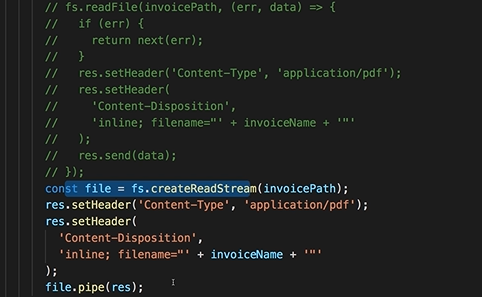 // fs.readFile(invoicePath, (err, data) => {
//   if (err) {
//     return next(err);
//   }
//   res.setHeader('Content-Type', 'application/pdf');
//   res.setHeader(
//     'Content-Disposition',
//     'inline; filename="' + invoiceName + '"'
//   );
//   res.send(data);
// });
const file = fs.createReadStream(invoicePath);
res.setHeader('Content-Type', 'application/pdf');
res.setHeader(
  'Content-Disposition',
  'inline; filename="' + invoiceName + '"'
);
file.pipe(res);